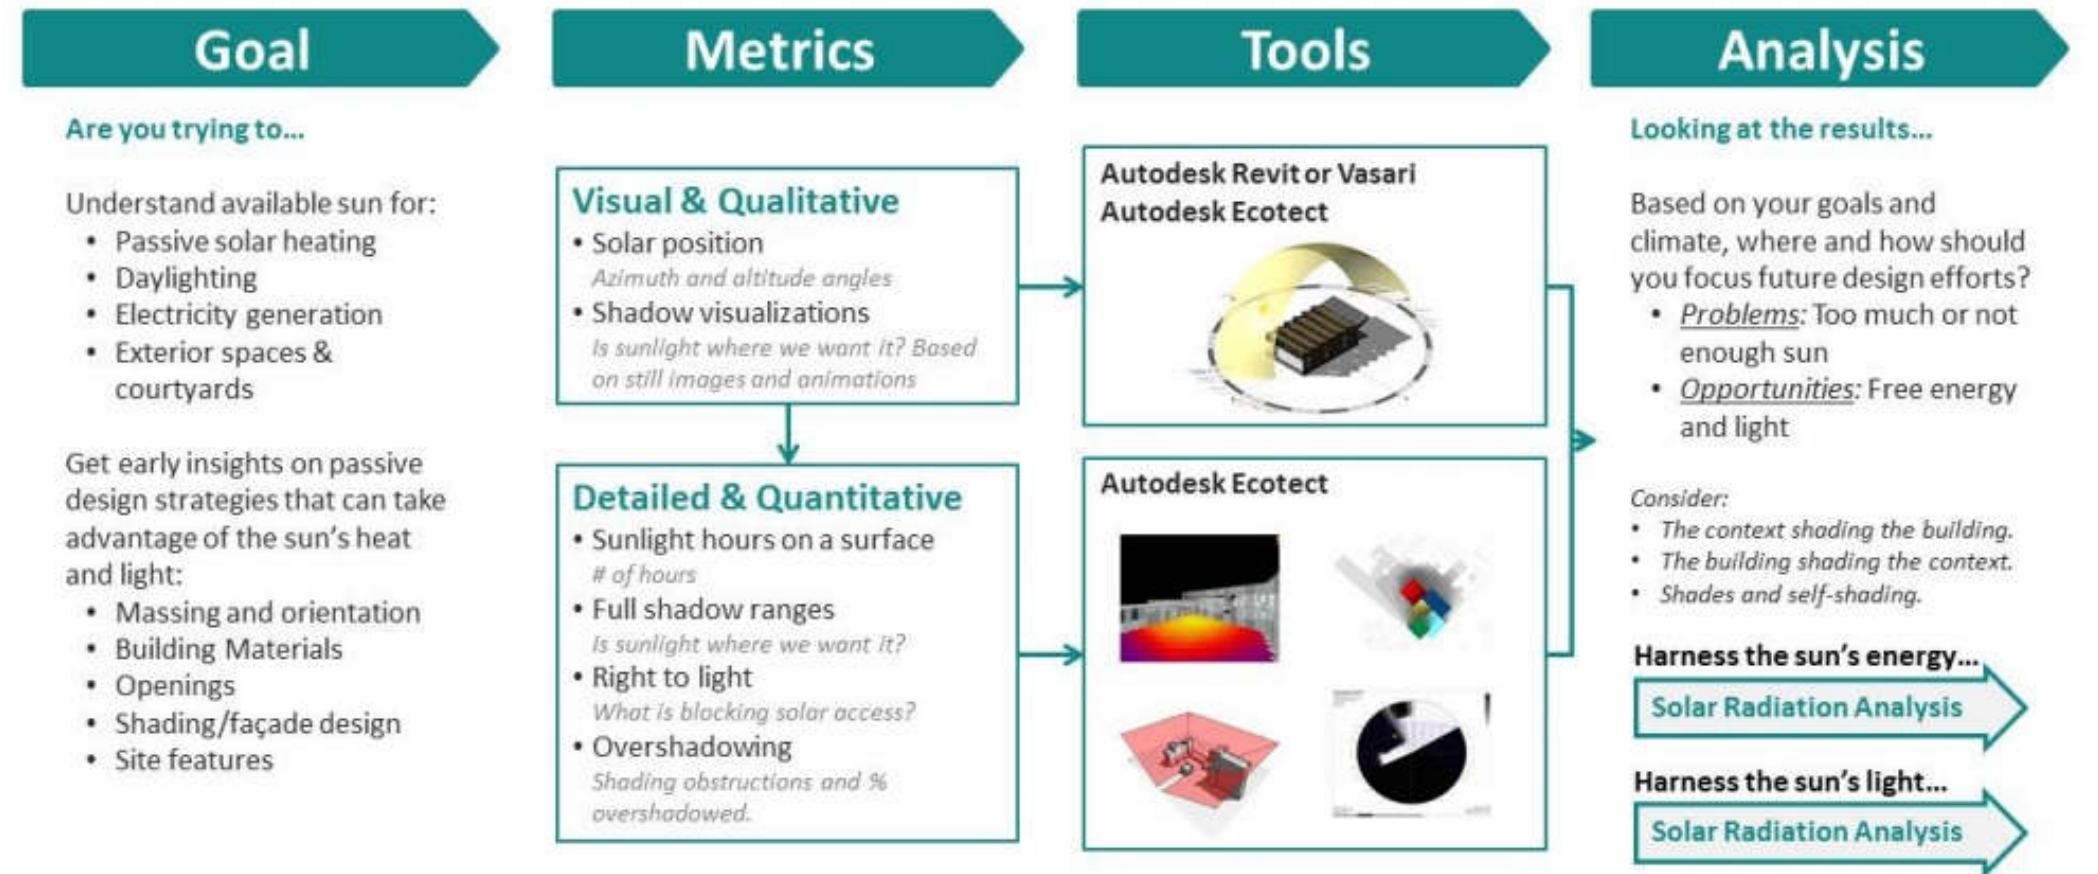 Goal
Metrics
Tools
Analysis
Are you trying to...
Understand available sun for:
• Passive solar heating
• Daylighting
• Electricity generation
• Exterior spaces &
courtyards
Get early insights on passive
design strategies that can take
advantage of the sun's heat
and light:
• Massing and orientation
• Building Materials
• Openings
• Shading/façade design
• Site features
Visual & Qualitative
• Solar position
Azimuth and altitude angles
• Shadow visualizations
Is sunlight where we want it? Based
on still images and animations
Detailed & Quantitative
• Sunlight hours on a surface
# of hours
• Full shadow ranges
Is sunlight where we want it?
• Right to light
What is blocking solar access?
• Overshadowing
Shading obstructions and %
overshadowed.
Autodesk Revit or Vasari
Autodesk Ecotect
Autodesk Ecotect
Looking at the results...
Based on your goals and
climate, where and how should
you focus future design efforts?
• Problems: Too much or not
enough sun
• Opportunities: Free energy
and light
Consider:
• The context shading the building.
• The building shading the context.
• Shades and self-shading.
Harness the sun's energy...
Solar Radiation Analysis
Harness the sun's light...
Solar Radiation Analysis